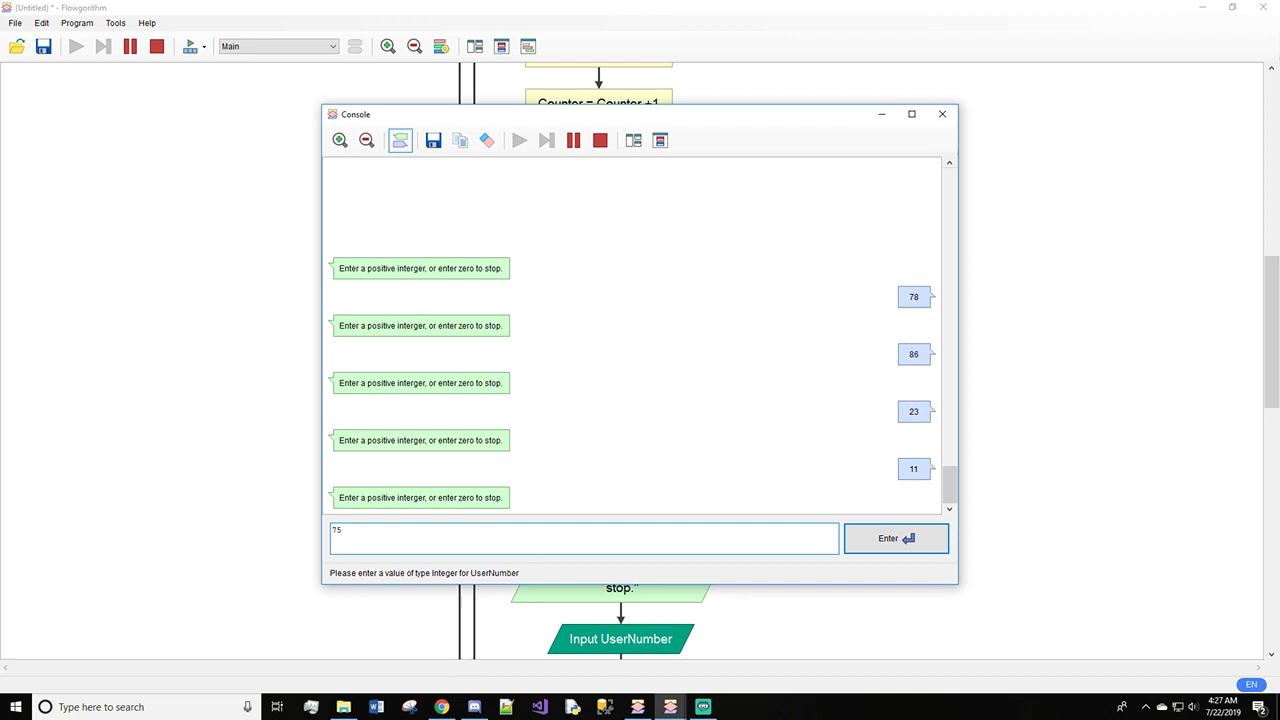 (Untitled) * - Flowgorithm
File Edit Program Tools Help
Main
Counter = Counter +1
Console
Enter a positive interger, or enter zero to stop.
78
Enter a positive interger, or enter zero to stop.
86
Enter a positive interger, or enter zero to stop.
23
Enter a positive interger, or enter zero to stop.
11
Enter a positive interger, or enter zero to stop.
75
Enter
Please enter a value of type Integer for UserNumber
stop."
Input UserNumber
EN
Type here to search
4:27 AM
7/22/2019
2